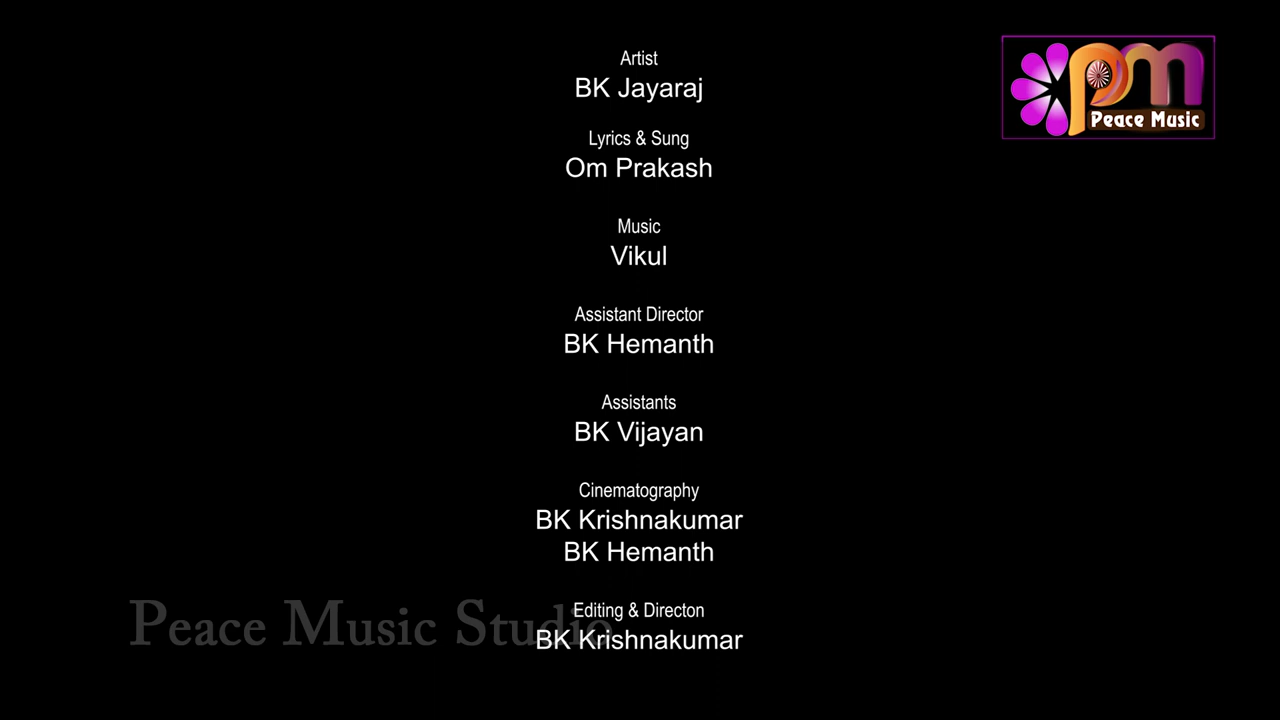 Artist
BK Jayaraj
Lyrics & Sung
Om Prakash
Music
Vikul
Assistant Director
BK Hemanth
Assistants
BK Vijayan
Cinematography
BK Krishnakumar
BK Hemanth
Editing & Directon
BK Krishnakumar
pm
Peace Music
Peace Music Studio